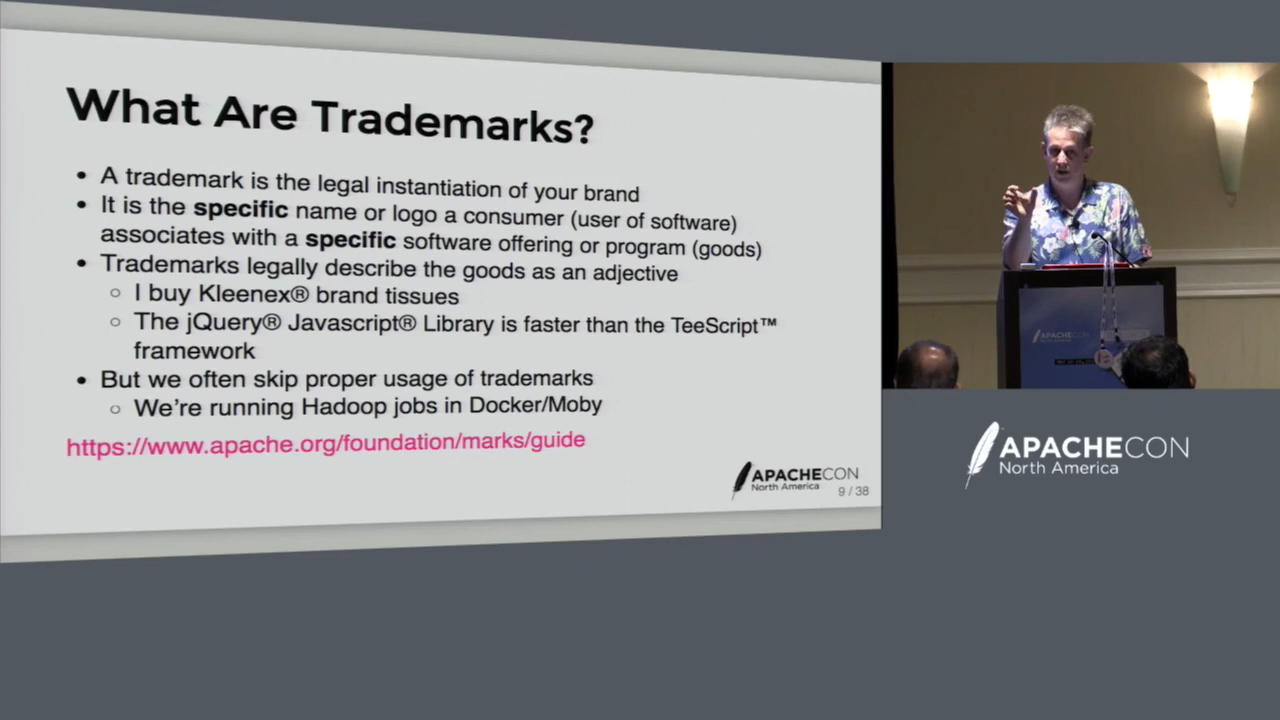 What Are Trademarks?
• A trademark is the legal instantiation of your brand
• It is the specific name or logo a consumer (user of software)
associates with a specific software offering or program (goods)
• Trademarks legally describe the goods as an adjective
○ I buy Kleenex® brand tissues
○ The jQuery® Javascript® Library is faster than the TeeScript™
framework
• But we often skip proper usage of trademarks
○ We're running Hadoop jobs in Docker/Moby
https://www.apache.org/foundation/marks/guide
APACHECON
North America
9 / 38
APACHECON
North America
APACHECON
North America